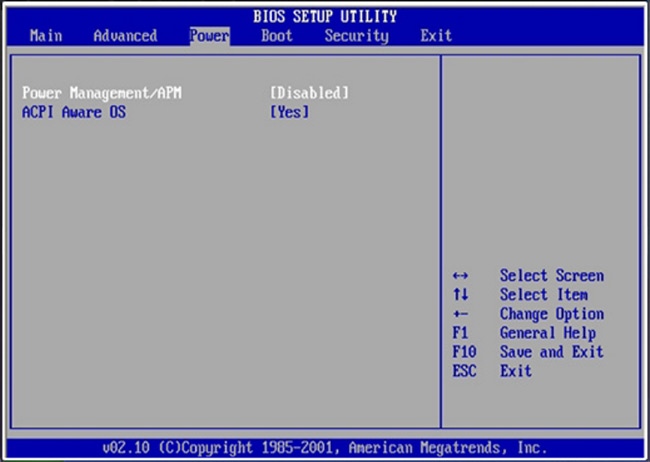 BIOS SETUP UTILITY
Main Advanced Power Boot Security Exit
Power Management/APM [Disabled]
ACPI Aware OS [Yes]
↔ Select Screen
↑↓ Select Item
+- Change Option
F1 General Help
F10 Save and Exit
ESC Exit
v02.10 (C)Copyright 1985-2001, American Megatrends, Inc.